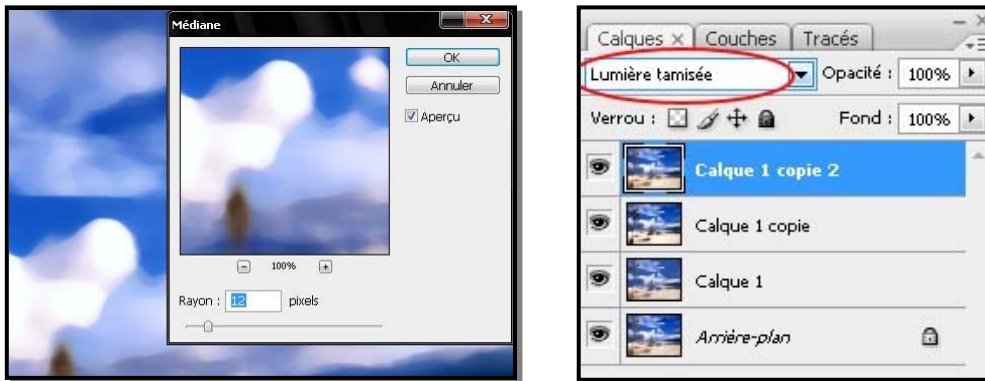 Médiane
OK
Annuler
Aperçu
100%
Rayon : 12 pixels
Calques Couches Tracés
Lumière tamisée Opacité : 100%
Verrou : Fond : 100%
Calque 1 copie 2
Calque 1 copie
Calque 1
Arrière-plan